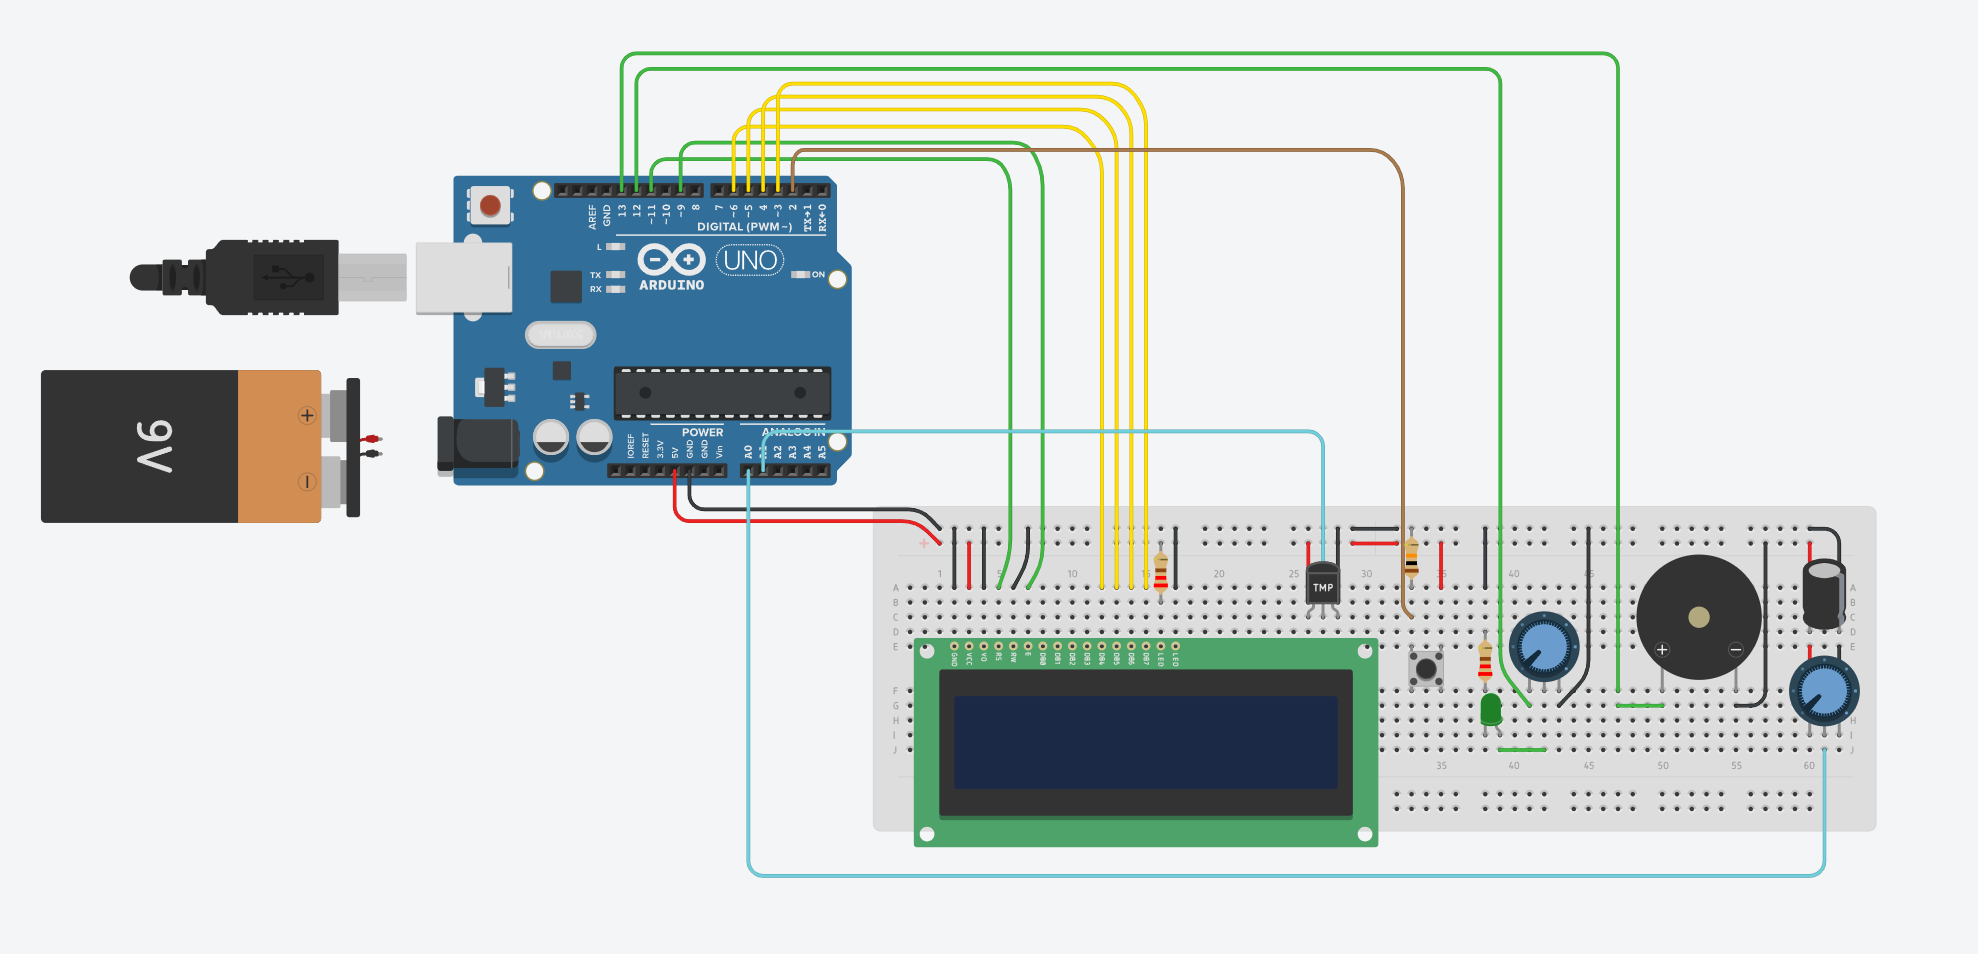 AREF
GND
13
12
~11
~10
~9
8
7
~6
~5
4
~3
2
TX→1
RX←0
DIGITAL (PWM~)
L
TX
RX
ARDUINO
UNO
ON
9V
+
−
POWER
ANALOG IN
IOREF
RESET
3.3V
5V
GND
GND
Vin
A0
A2
A3
A4
A5
+
1
5
10
15
20
25
30
35
40
45
TMP
A
B
C
D
E
A
B
C
D
E
GND
VCC
V0
RS
RW
E
DB0
DB1
DB2
DB3
DB4
DB5
DB6
DB7
LED
LED
+
−
F
G
H
I
J
H
I
J
35
40
45
50
55
60